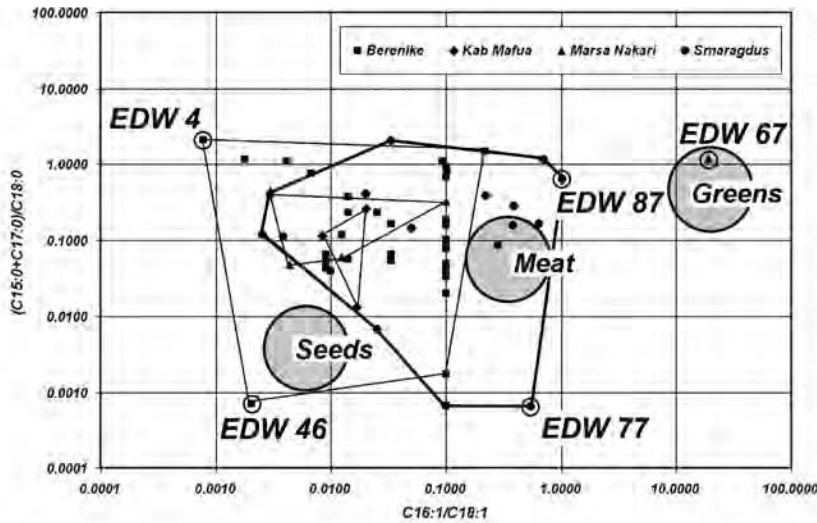 100.0000
Berenike Kab Mafua Marsa Nakari Smaragdus
10.0000
EDW 4
EDW 67
1.0000
Greens
EDW 87
(C15:0+C17:0)/C18:0
0.1000
Meat
0.0100
Seeds
0.0010
EDW 46
EDW 77
0.0001
0.0001 0.0010 0.0100 0.1000 1.0000 10.0000 100.0000
C16:1/C18:1